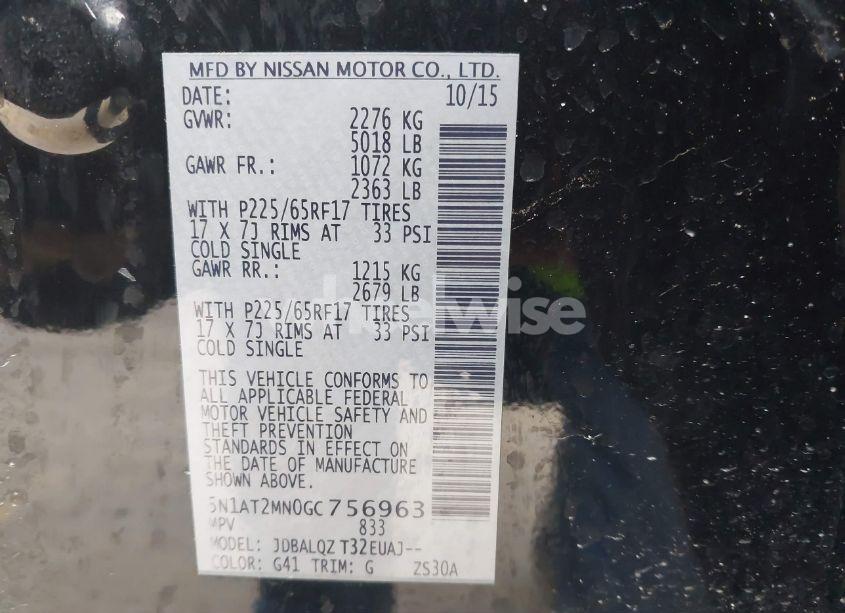 MFD BY NISSAN MOTOR CO., LTD.
DATE: 10/15
GVWR: 2276 KG
5018 LB
GAWR FR.: 1072 KG
2363 LB
WITH P225/65RF17 TIRES
17 X 7J RIMS AT 33 PSI
COLD SINGLE
GAWR RR.: 1215 KG
2679 LB
WITH P225/65RF17 TIRES
17 X 7J RIMS AT 33 PSI
COLD SINGLE
THIS VEHICLE CONFORMS TO
ALL APPLICABLE FEDERAL
MOTOR VEHICLE SAFETY AND
THEFT PREVENTION
STANDARDS IN EFFECT ON
THE DATE OF MANUFACTURE
SHOWN ABOVE.
5N1AT2MN0GC756963
MPV 833
MODEL: JDBALQZ T32EUAJ--
COLOR: G41 TRIM: G ZS30A